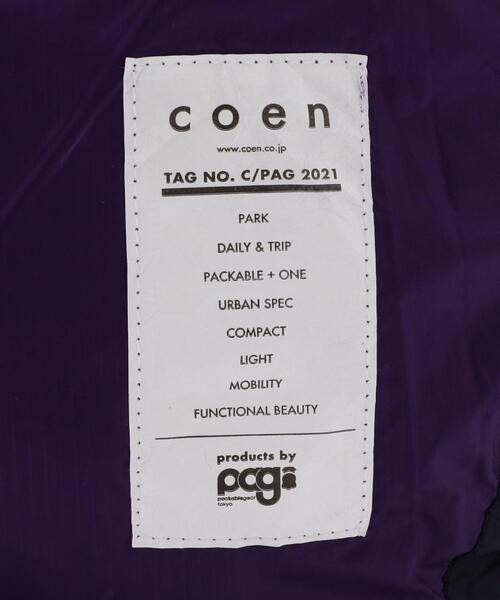 coen
www.coen.co.jp
TAG NO. C/PAG 2021
PARK
DAILY & TRIP
PACKABLE + ONE
URBAN SPEC
COMPACT
LIGHT
MOBILITY
FUNCTIONAL BEAUTY
products by
pcg
packablegear
tokyo